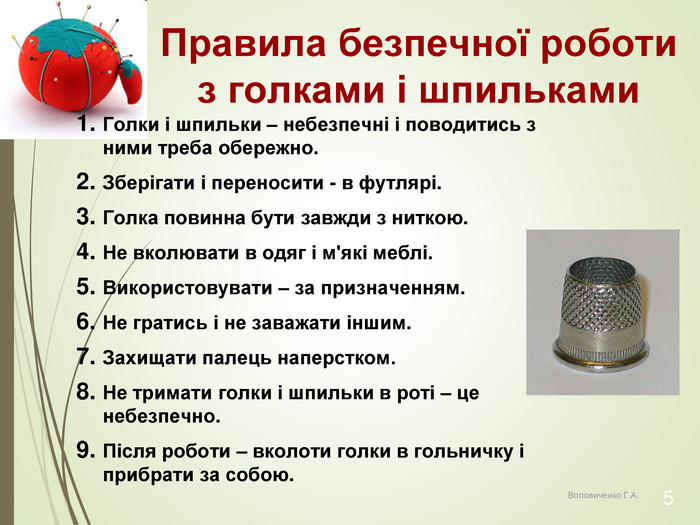 Правила безпечної роботи
з голками і шпильками
1. Голки і шпильки – небезпечні і поводитись з
ними треба обережно.
2. Зберігати і переносити - в футлярі.
3. Голка повинна бути завжди з ниткою.
4. Не вколювати в одяг і м'які меблі.
5. Використовувати – за призначенням.
6. Не гратись і не заважати іншим.
7. Захищати палець наперстком.
8. Не тримати голки і шпильки в роті – це
небезпечно.
9. Після роботи – вколоти голки в гольничку і
прибрати за собою.
Воловиченко Г.А.
5